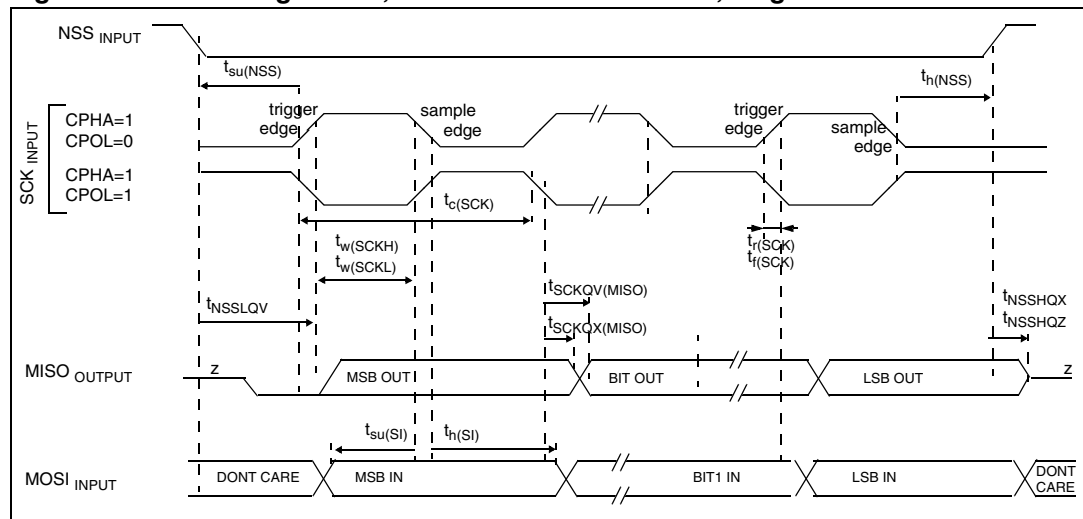 NSS INPUT
tsu(NSS)
th(NSS)
SCK INPUT
CPHA=1
CPOL=0
CPHA=1
CPOL=1
trigger
edge
sample
edge
trigger
edge
sample
edge
tc(SCK)
tw(SCKH)
tw(SCKL)
tr(SCK)
tf(SCK)
tNSSLQV
tSCKQV(MISO)
tSCKQX(MISO)
tNSSHQX
tNSSHQZ
MISO OUTPUT
z
MSB OUT
BIT OUT
LSB OUT
z
tsu(SI)
th(SI)
MOSI INPUT
DONT CARE
MSB IN
BIT1 IN
LSB IN
DONT
CARE